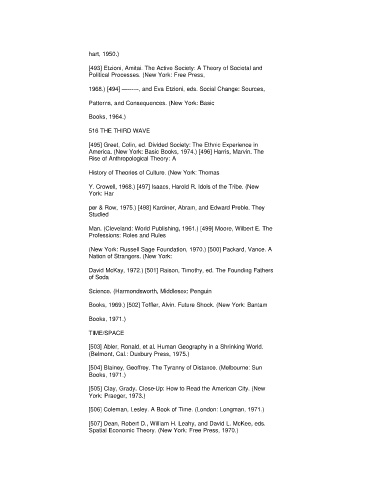 hart, 1950.)
[493] Etzioni, Amitai. The Active Society: A Theory of Societal and
Political Processes. (New York: Free Press,
1968.) [494] --------, and Eva Etzioni, eds. Social Change: Sources,
Patterns, and Consequences. (New York: Basic
Books, 1964.)
516 THE THIRD WAVE
[495] Greet, Colin, ed. Divided Society: The Ethnic Experience in
America. (New York: Basic Books, 1974.) [496] Harris, Marvin. The
Rise of Anthropological Theory: A
History of Theories of Culture. (New York: Thomas
Y. Crowell, 1968.) [497] Isaacs, Harold R. Idols of the Tribe. (New
York: Har
per & Row, 1975.) [498] Kardiner, Abram, and Edward Preble. They
Studied
Man. (Cleveland: World Publishing, 1961.) [499] Moore, Wilbert E. The
Professions: Roles and Rules
(New York: Russell Sage Foundation, 1970.) [500] Packard, Vance. A
Nation of Strangers. (New York:
David McKay, 1972.) [501] Raison, Timothy, ed. The Founding Fathers
of Soda
Science. (Harmondsworth, Middlesex: Penguin
Books, 1969.) [502] Toffler, Alvin. Future Shock. (New York: Bantam
Books, 1971.)
TIME/SPACE
[503] Abler, Ronald, et al. Human Geography in a Shrinking World.
(Belmont, Cal.: Duxbury Press, 1975.)
[504] Blainey, Geoffrey. The Tyranny of Distance. (Melbourne: Sun
Books, 1971.)
[505] Clay, Grady. Close-Up: How to Read the American City. (New
York: Praeger, 1973.)
[506] Coleman, Lesley. A Book of Time. (London: Longman, 1971.)
[507] Dean, Robert D., William H. Leahy, and David L. McKee, eds.
Spatial Economic Theory. (New York: Free Press, 1970.)